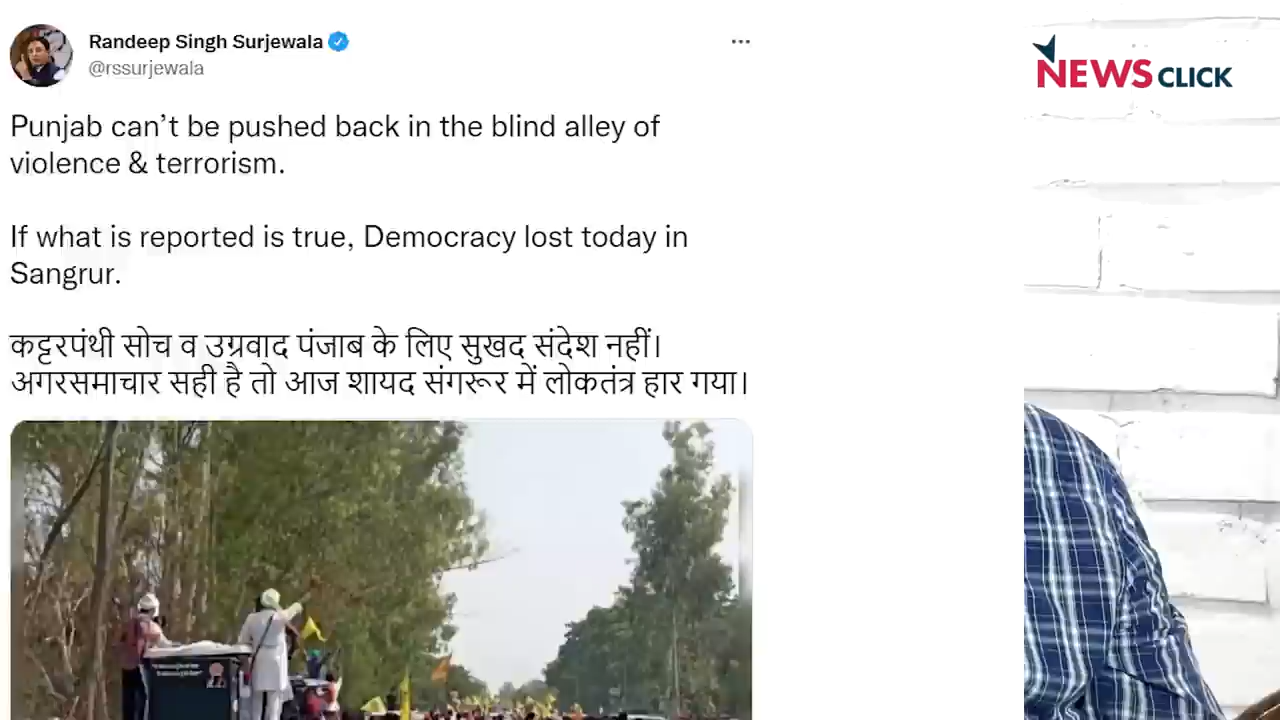 Randeep Singh Surjewala
@rssurjewala
NEWS CLICK
Punjab can't be pushed back in the blind alley of
violence & terrorism.
If what is reported is true, Democracy lost today in
Sangrur.
कट्टरपंथी सोच व उग्रवाद पंजाब के लिए सुखद संदेश नहीं।
अगरसमाचार सही है तो आज शायद संगरूर में लोकतंत्र हार गया।